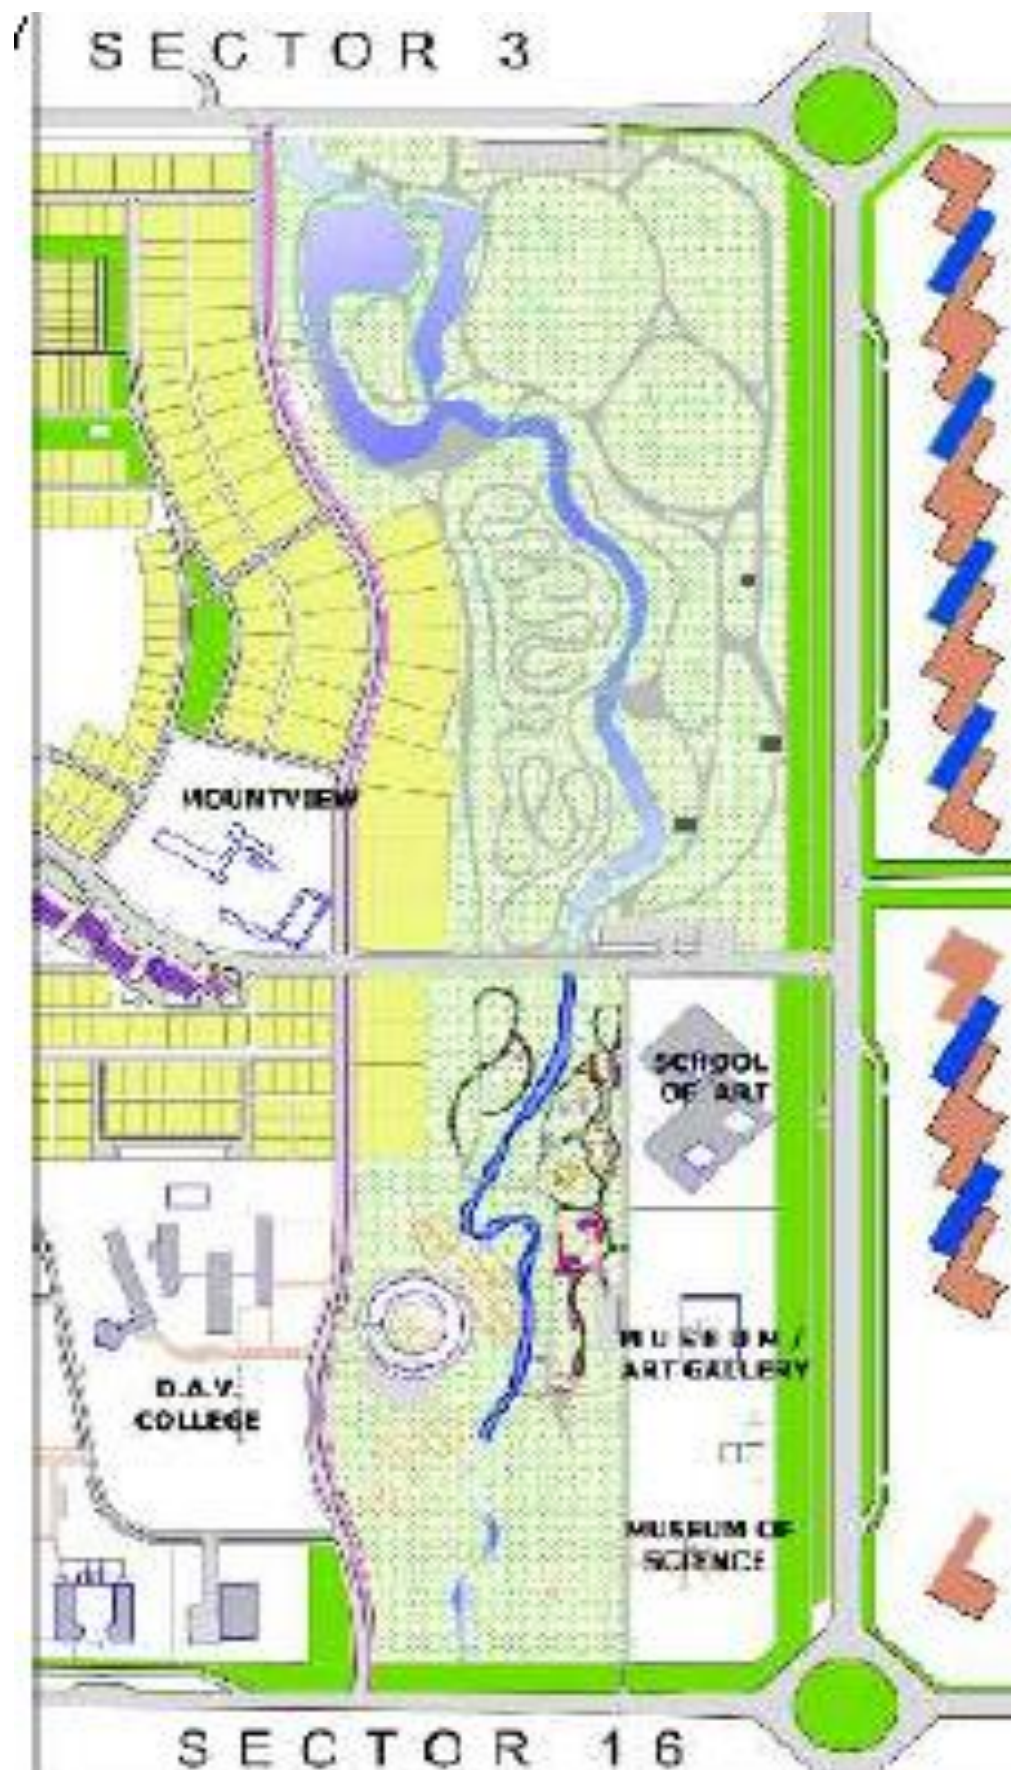 SECTOR 3
MOUNTVIEW
SCHOOL
OF ART
D.A.V.
COLLEGE
MUSEUM /
ART GALLERY
MUSEUM OF
SCIENCE
SECTOR 16